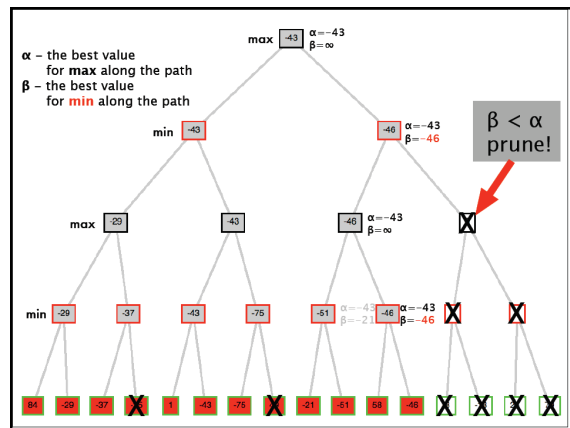 max -43 α=-43
β=∞
α - the best value
for max along the path
β - the best value
for min along the path
β < α
prune!
min -43 -46 α=-43
β=-46
max -29 -43 -46 α=-43
β=∞
X
min -29 -37 -43 -75 -51 α=-43
β=-21
-46 α=-43
β=-46
X X
84 -29 -37 X 1 -43 -75 X -21 -51 58 -46 X X X X